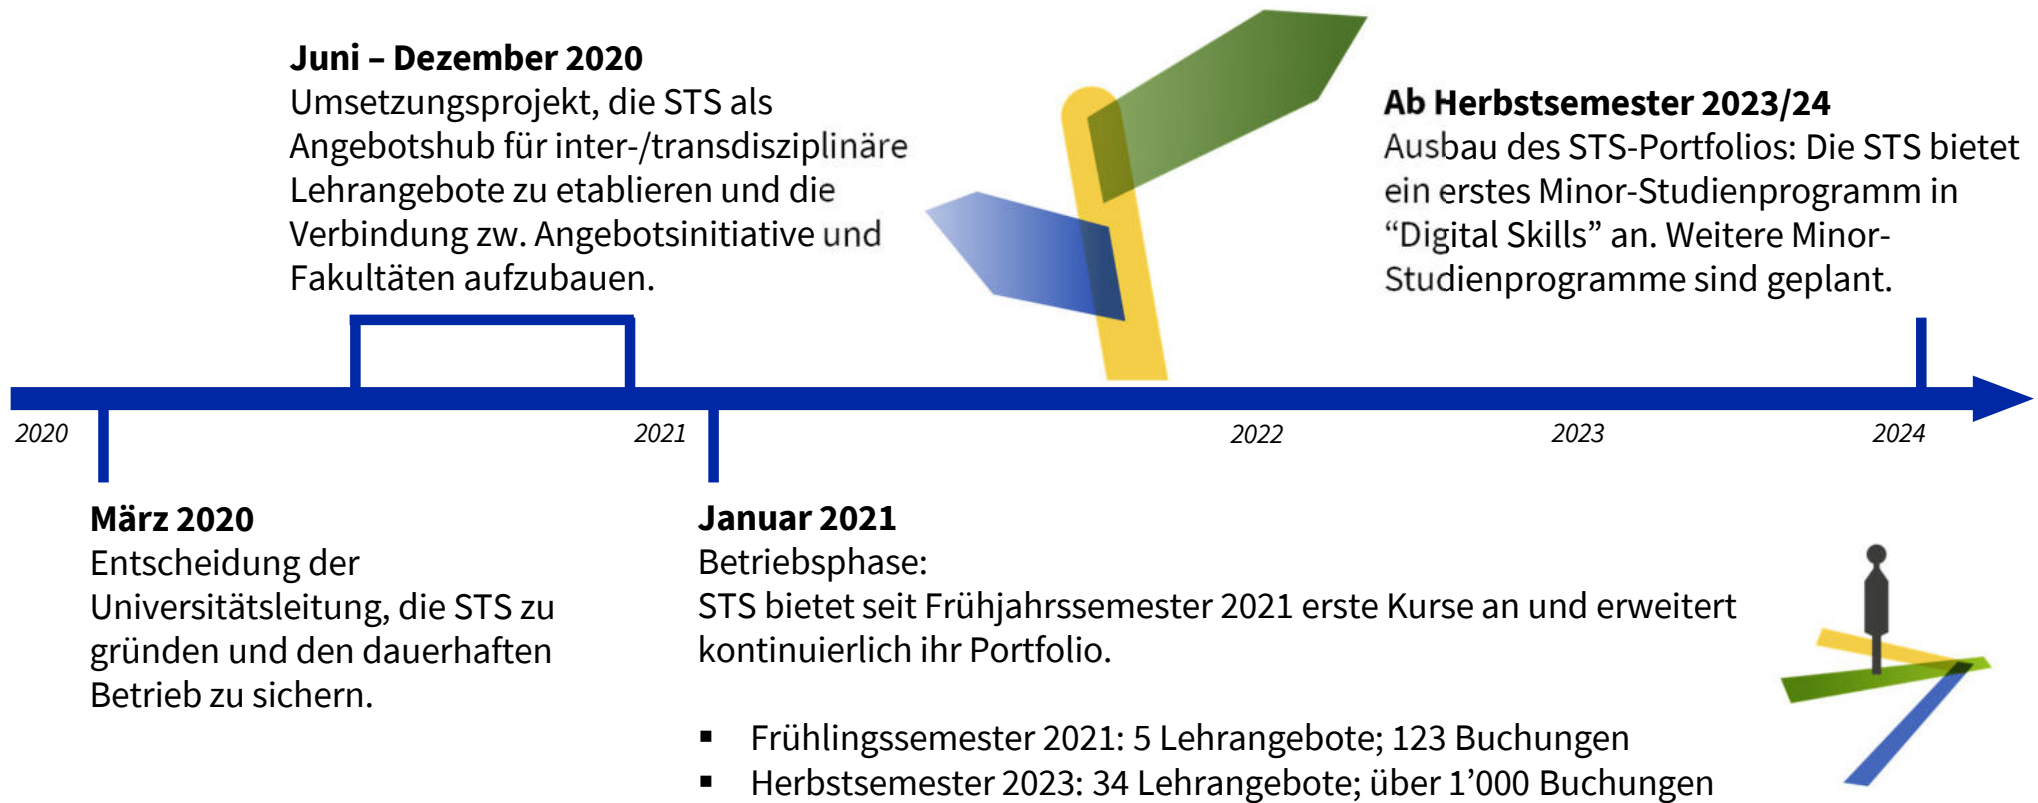 Juni – Dezember 2020
Umsetzungsprojekt, die STS als
Angebotshub für inter-/transdisziplinäre
Lehrangebote zu etablieren und die
Verbindung zw. Angebotsinitiative und
Fakultäten aufzubauen.
Ab Herbstsemester 2023/24
Ausbau des STS-Portfolios: Die STS bietet
ein erstes Minor-Studienprogramm in
“Digital Skills” an. Weitere Minor-
Studienprogramme sind geplant.
2020
2021
2022
2023
2024
März 2020
Entscheidung der
Universitätsleitung, die STS zu
gründen und den dauerhaften
Betrieb zu sichern.
Januar 2021
Betriebsphase:
STS bietet seit Frühjahrssemester 2021 erste Kurse an und erweitert
kontinuierlich ihr Portfolio.
▪ Frühlingssemester 2021: 5 Lehrangebote; 123 Buchungen
▪ Herbstsemester 2023: 34 Lehrangebote; über 1’000 Buchungen